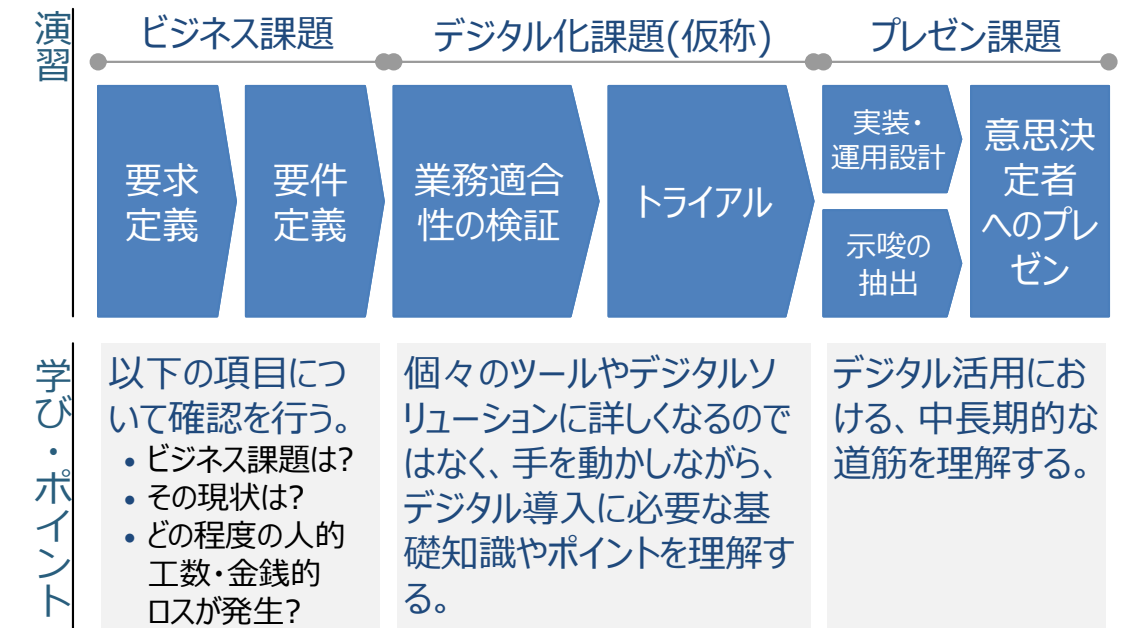 演習
ビジネス課題
デジタル化課題(仮称)
プレゼン課題
要求
定義
要件
定義
業務適合
性の検証
トライアル
実装・
運用設計
示唆の
抽出
意思決
定者
へのプレ
ゼン
学び・ポイント
以下の項目につ
いて確認を行う。
• ビジネス課題は?
• その現状は?
• どの程度の人的
工数・金銭的
ロスが発生?
個々のツールやデジタルソ
リューションに詳しくなるので
はなく、手を動かしながら、
デジタル導入に必要な基
礎知識やポイントを理解す
る。
デジタル活用にお
ける、中長期的な
道筋を理解する。